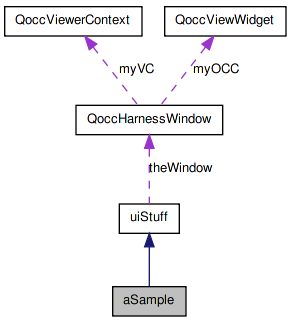 QoccViewerContext
QoccViewWidget
myVC
myOCC
QoccHarnessWindow
theWindow
uiStuff
aSample